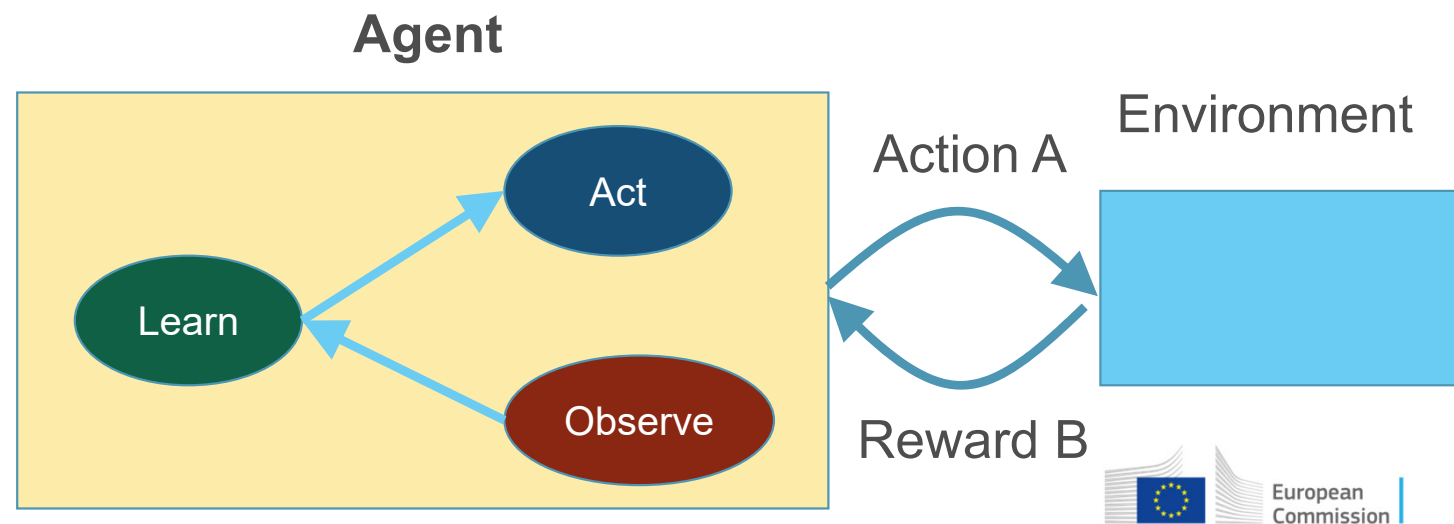 Agent
Environment
Action A
Act
Learn
Observe
Reward B
European
Commission